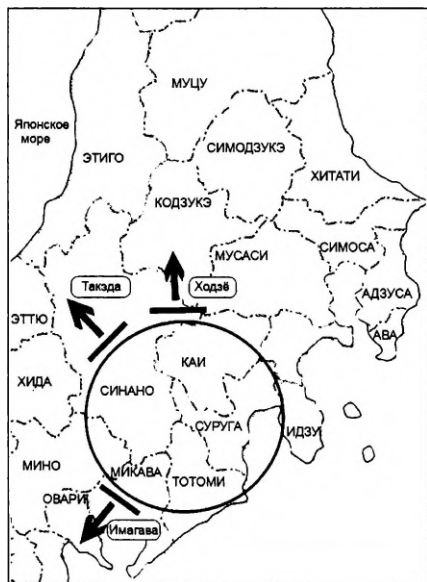 МУЦУ
Японское
море
ЭТИГО
СИМОДЗУКЭ
ХИТАТИ
КОДЗУКЭ
МУСАСИ
СИМОСА
Такэда
Ходзё
АДЗУСА
ЭТТЮ
АВА
КАИ
ХИДА
СИНАНО
СУРУГА
ИДЗУ
МИНО
МИКАВА
ТОТОМИ
ОВАРИ
Имагава